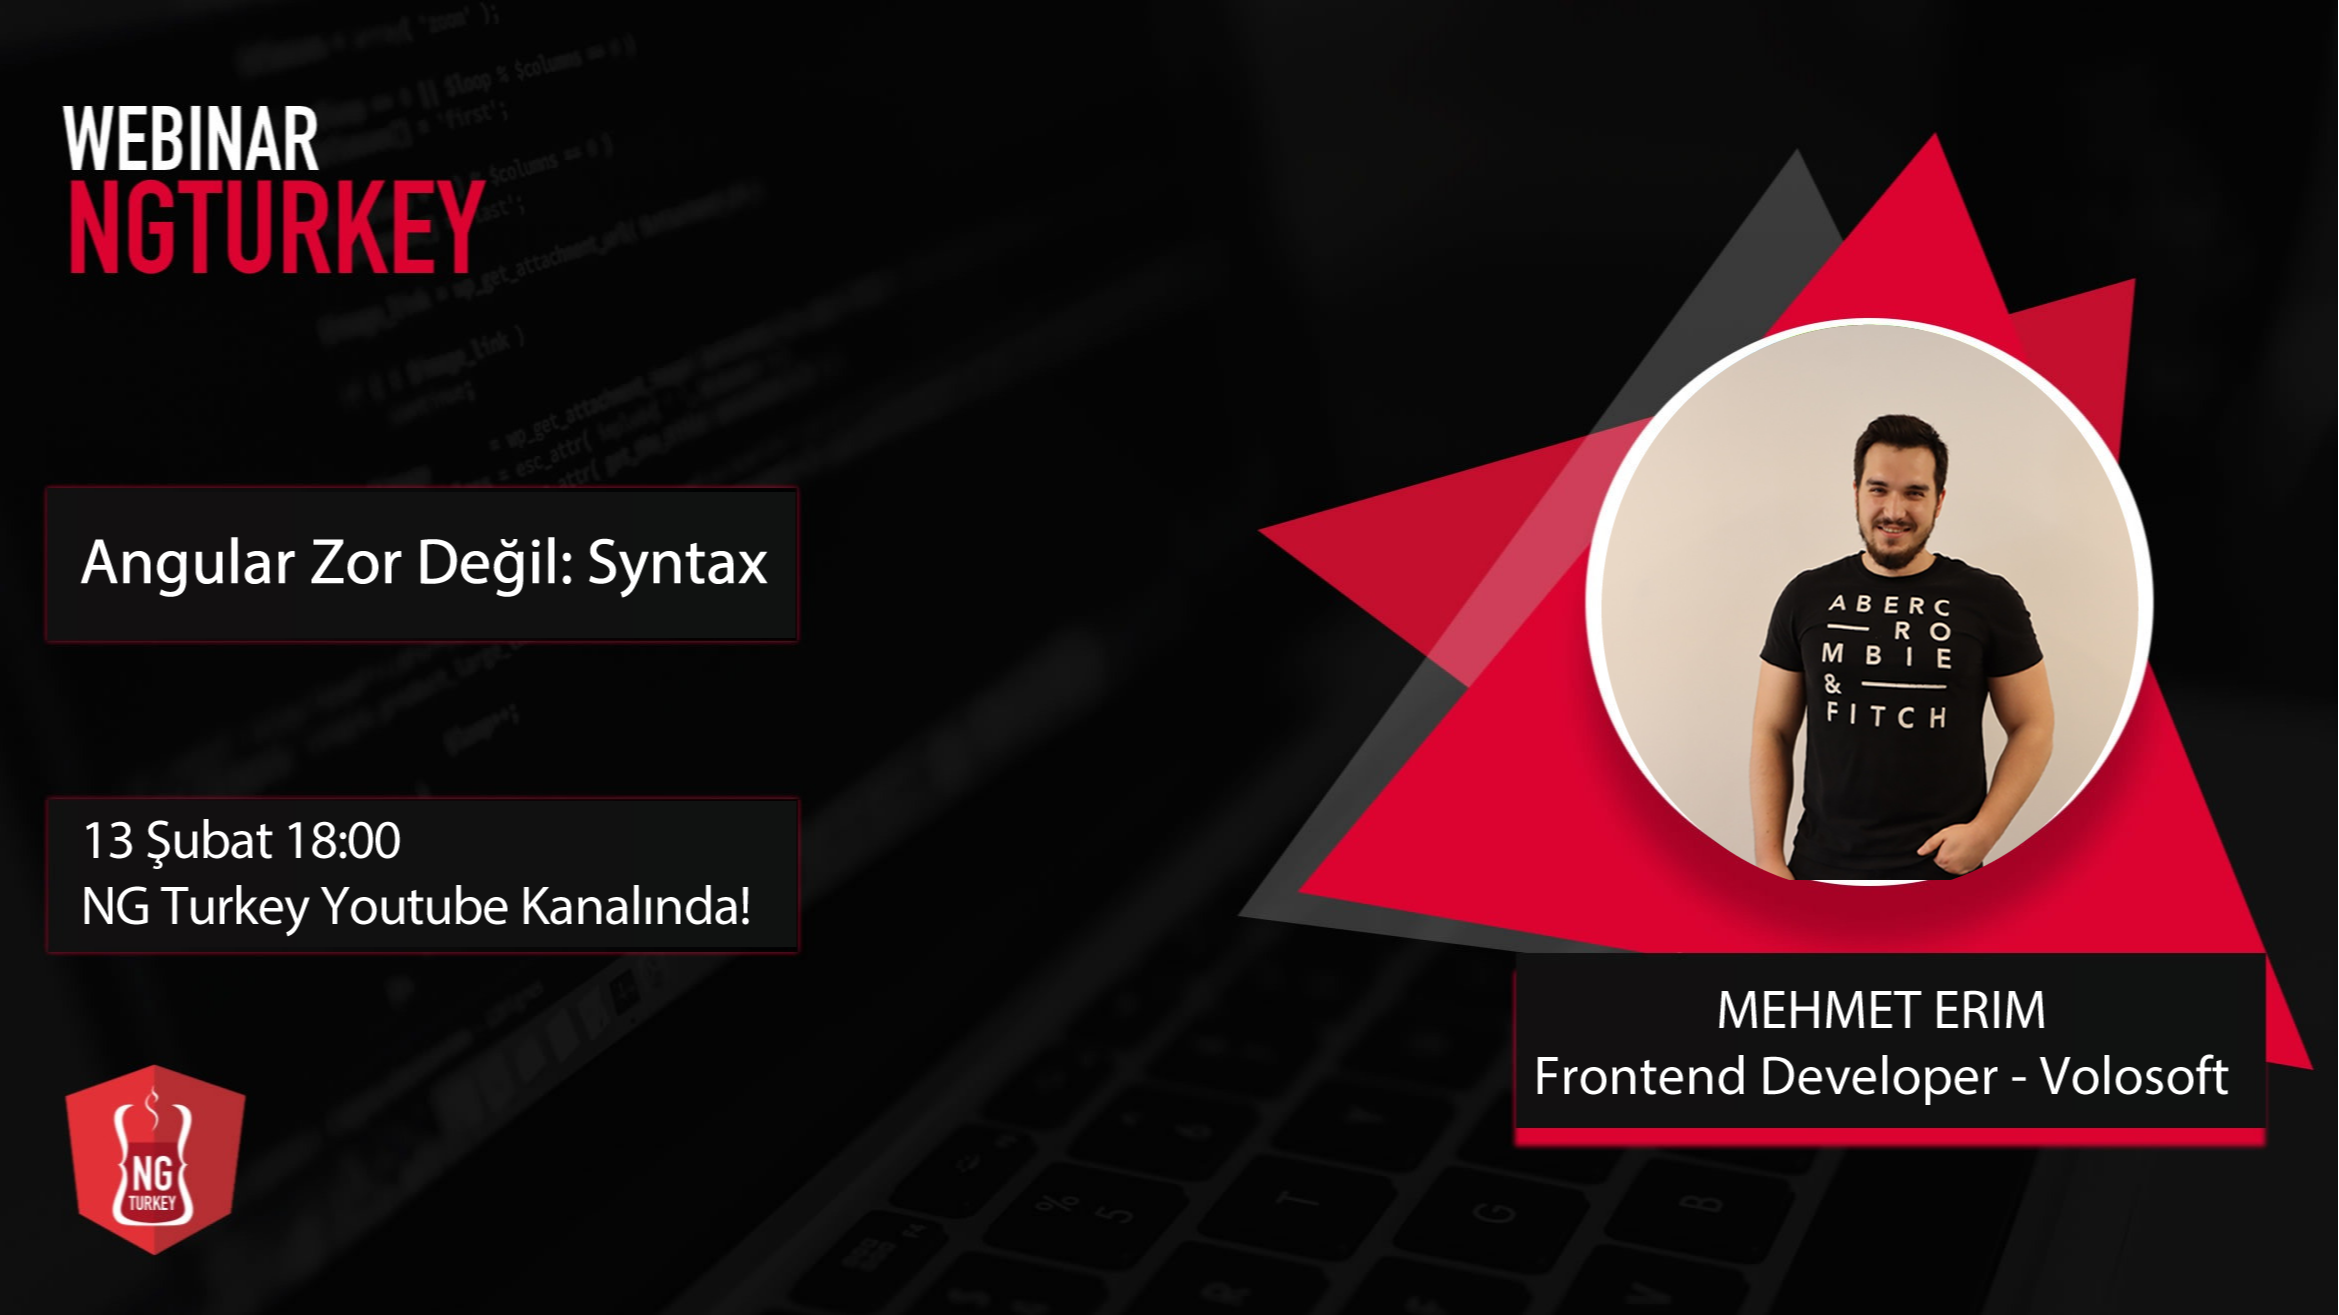 WEBINAR
NGTURKEY
Angular Zor Değil: Syntax
13 Şubat 18:00
NG Turkey Youtube Kanalında!
NG
TURKEY
ABERC
RO
MBIE
&
FITCH
MEHMET ERIM
Frontend Developer - Volosoft